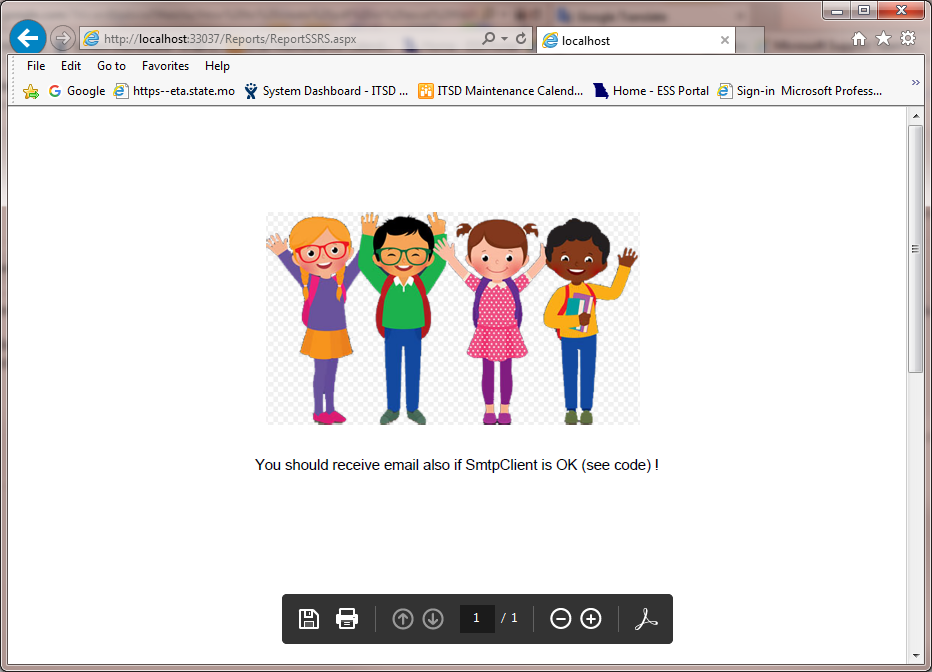 http://localhost:33037/Reports/ReportSSRS.aspx
localhost
File Edit Go to Favorites Help
Google https--eta.state.mo System Dashboard - ITSD ... ITSD Maintenance Calend... Home - ESS Portal Sign-in Microsoft Profess...
You should receive email also if SmtpClient is OK (see code) !
1 / 1